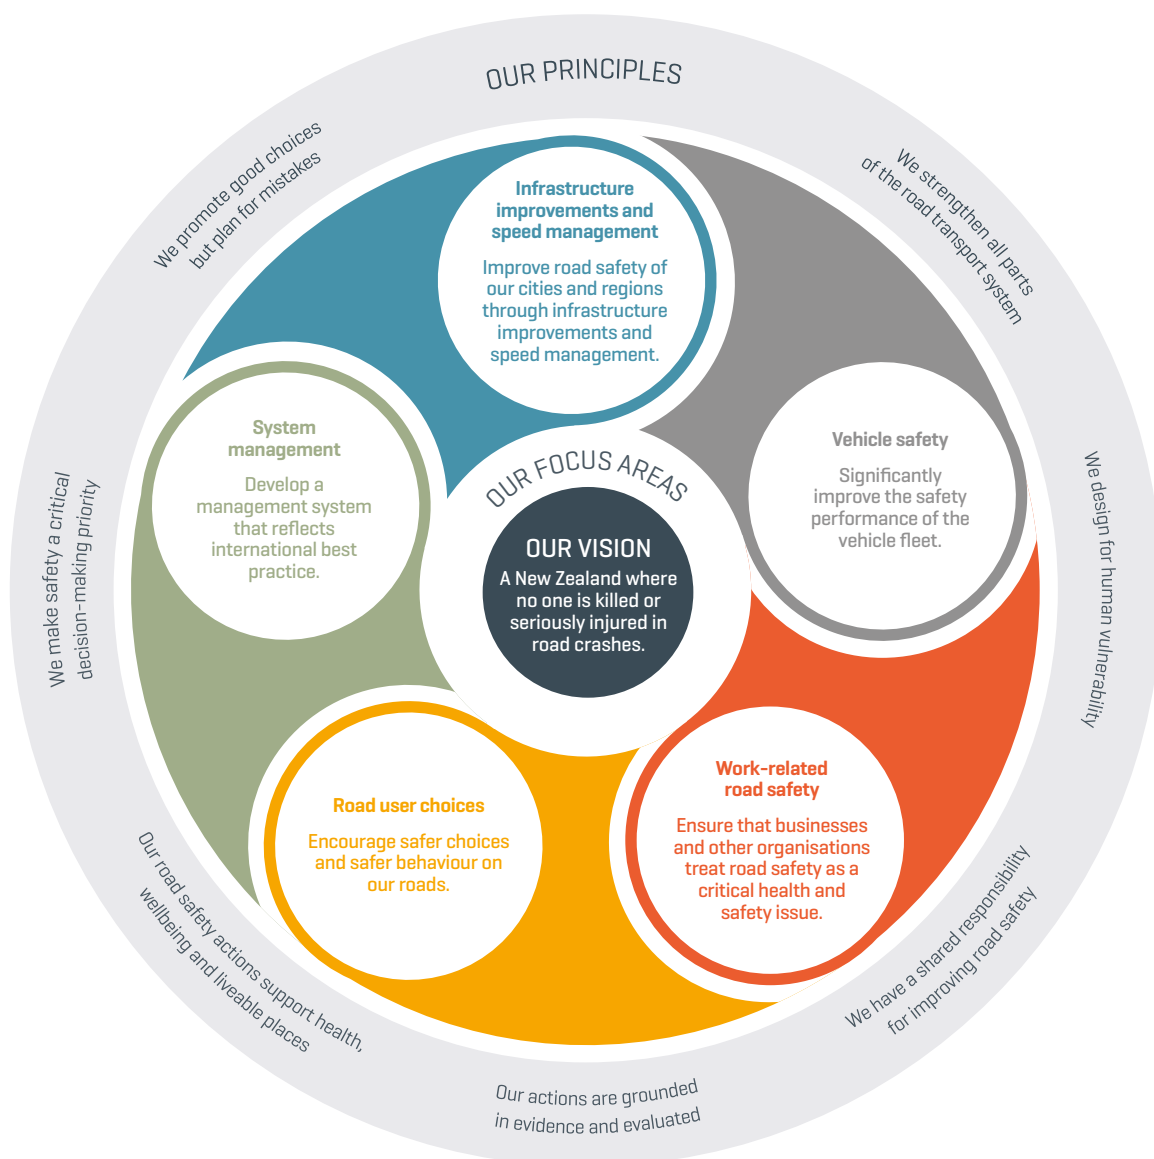 OUR PRINCIPLES
We promote good choices
but plan for mistakes
We strengthen all parts
of the road transport system
We design for human vulnerability
We have a shared responsibility
for improving road safety
Our actions are grounded
in evidence and evaluated
Our road safety actions support health,
wellbeing and liveable places
We make safety a critical
decision-making priority
Infrastructure
improvements and
speed management
Improve road safety of
our cities and regions
through infrastructure
improvements and
speed management.
Vehicle safety
Significantly
improve the safety
performance of the
vehicle fleet.
Work-related
road safety
Ensure that businesses
and other organisations
treat road safety as a
critical health and
safety issue.
Road user choices
Encourage safer choices
and safer behaviour on
our roads.
System
management
Develop a
management system
that reflects
international best
practice.
OUR FOCUS AREAS
OUR VISION
A New Zealand where
no one is killed or
seriously injured in
road crashes.